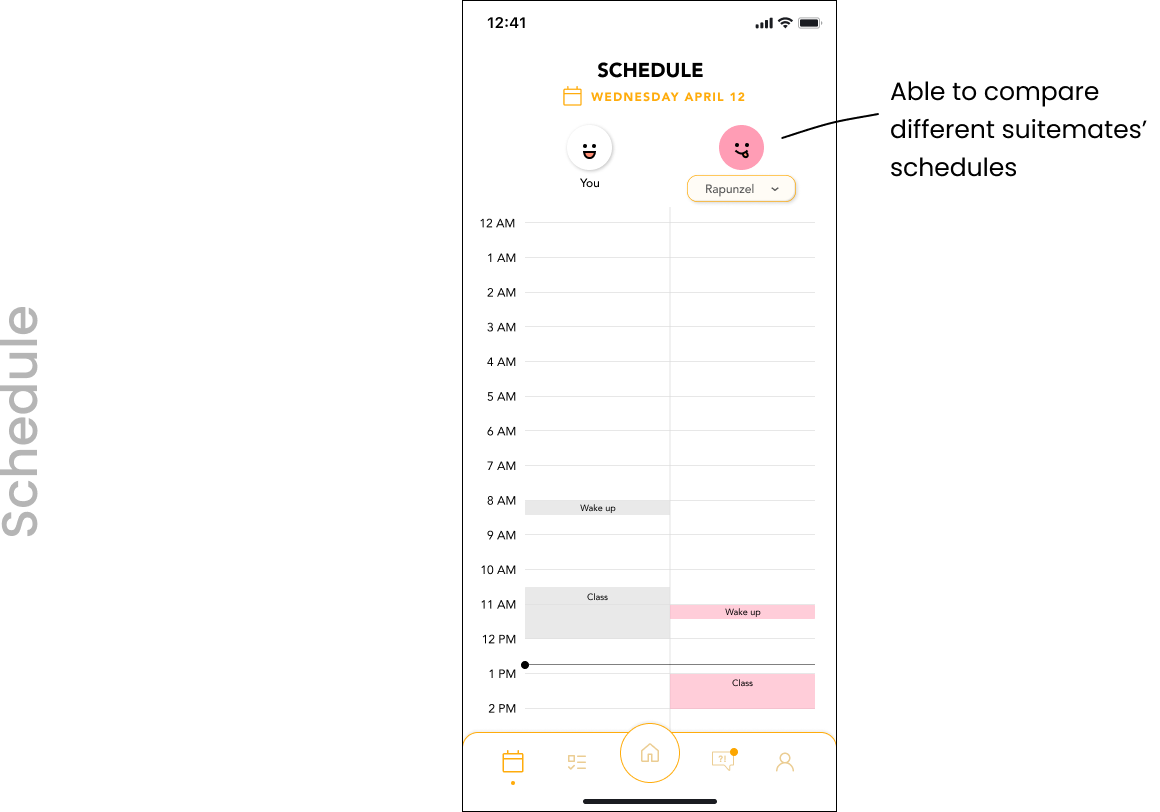 Schedule
12:41
SCHEDULE
WEDNESDAY APRIL 12
You
Rapunzel
Able to compare
different suitemates’
schedules
12 AM
1 AM
2 AM
3 AM
4 AM
5 AM
6 AM
7 AM
8 AM
Wake up
9 AM
10 AM
Class
11 AM
Wake up
12 PM
1 PM
Class
2 PM
?!